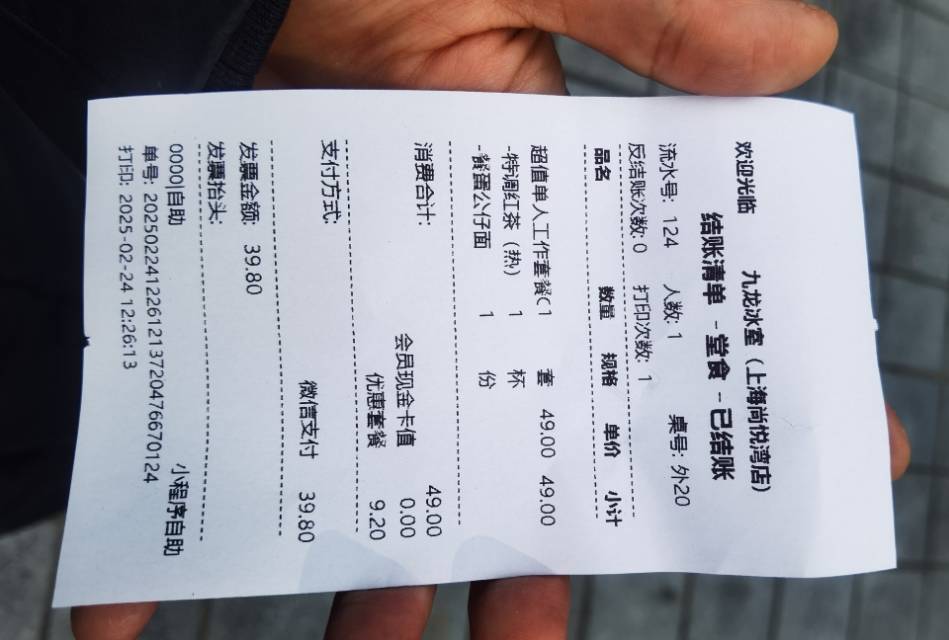 欢迎光临 九龙冰室（上海尚悦湾店）
结账清单 - 堂食 - 已结账
流水号: 124 人数: 1 桌号: 外20
反结账次数: 0 打印次数: 1
品名 数量 规格 单价 小计
超值单人工作套餐C 1 套 49.00 49.00
-特调红茶（热） 1 杯
-餐蛋公仔面 1 份
消费合计: 49.00
会员现金卡值 0.00
优惠套餐 9.20
支付方式: 微信支付 39.80
发票金额: 39.80
发票抬头:
0000|自助 小程序自助
单号: 20250224122612137204766670124
打印: 2025-02-24 12:26:13